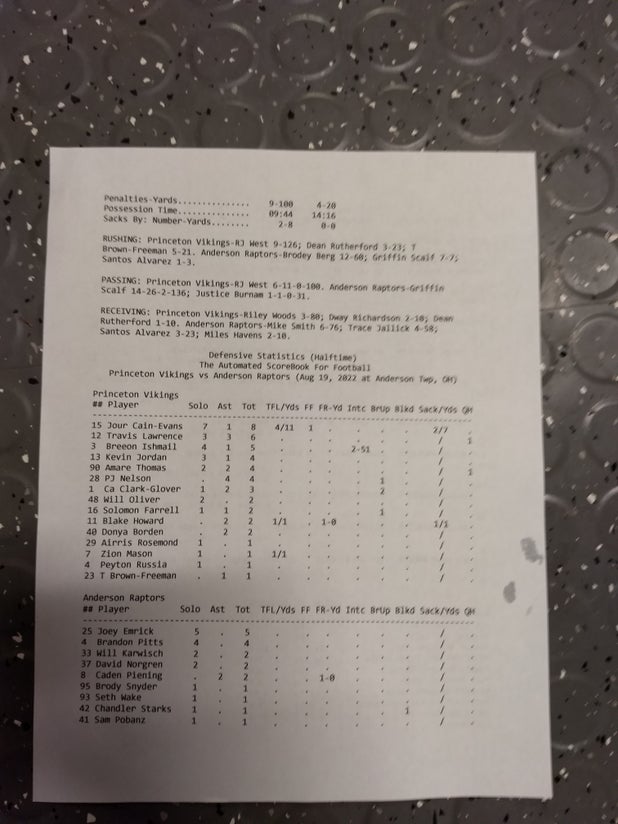 Penalties-Yards............... 9-100 4-20
Possession Time............... 09:44 14:16
Sacks By: Number-Yards........ 2-8 0-0
RUSHING: Princeton Vikings-RJ West 9-126; Dean Rutherford 3-23; T
Brown-Freeman 5-21. Anderson Raptors-Brodey Berg 12-60; Griffin Scalf 7-7;
Santos Alvarez 1-3.
PASSING: Princeton Vikings-RJ West 6-11-0-100. Anderson Raptors-Griffin
Scalf 14-26-2-136; Justice Burnam 1-1-0-31.
RECEIVING: Princeton Vikings-Riley Woods 3-80; Dway Richardson 2-10; Dean
Rutherford 1-10. Anderson Raptors-Mike Smith 6-76; Trace Jallick 4-58;
Santos Alvarez 3-23; Miles Havens 2-10.
Defensive Statistics (Halftime)
The Automated ScoreBook For Football
Princeton Vikings vs Anderson Raptors (Aug 19, 2022 at Anderson Twp, OH)
Princeton Vikings
## Player Solo Ast Tot TFL/Yds FF FR-Yd Intc BrUp Blkd Sack/Yds QH
15 Jour Cain-Evans 7 1 8 4/11 1 . . . . 2/7 .
12 Travis Lawrence 3 3 6 . . . . . . / 1
3 Breeon Ishmail 4 1 5 . . . 2-51 . . / .
13 Kevin Jordan 3 1 4 . . . . . . / .
90 Amare Thomas 2 2 4 . . . . . . / 1
28 PJ Nelson . 4 4 . . . . 1 . / .
1 Ca Clark-Glover 1 2 3 . . . . 2 . / .
48 Will Oliver 2 . 2 . . . . . . / .
16 Solomon Farrell 1 1 2 . . . . 1 . / .
11 Blake Howard . 2 2 1/1 . 1-0 . . . 1/1 .
40 Donya Borden . 2 2 . . . . . . / .
29 Airris Rosemond 1 . 1 . . . . . . / .
7 Zion Mason 1 . 1 1/1 . . . . . / .
4 Peyton Russia 1 . 1 . . . . . . / .
23 T Brown-Freeman . 1 1 . . . . . . / .
Anderson Raptors
## Player Solo Ast Tot TFL/Yds FF FR-Yd Intc BrUp Blkd Sack/Yds QH
25 Joey Emrick 5 . 5 . . . . . . / .
4 Brandon Pitts 4 . 4 . . . . . . / .
33 Will Karwisch 2 . 2 . . . . . . / .
37 David Norgren 2 . 2 . . . . . . / .
8 Caden Piening . 2 2 . . 1-0 . . . / .
95 Brody Snyder 1 . 1 . . . . . . / .
93 Seth Wake 1 . 1 . . . . . . / .
42 Chandler Starks 1 . 1 . . . . . 1 / .
41 Sam Pobanz 1 . 1 . . . . . . / .